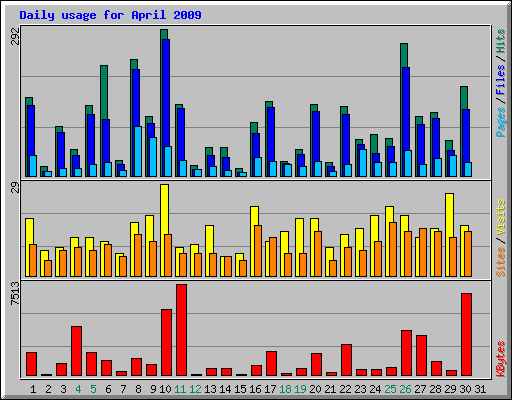 Daily usage for April 2009
292
29
7513
Pages / Files / Hits
Sites / Visits
KBytes
1 2 3 4 5 6 7 8 9 10 11 12 13 14 15 16 17 18 19 20 21 22 23 24 25 26 27 28 29 30 31